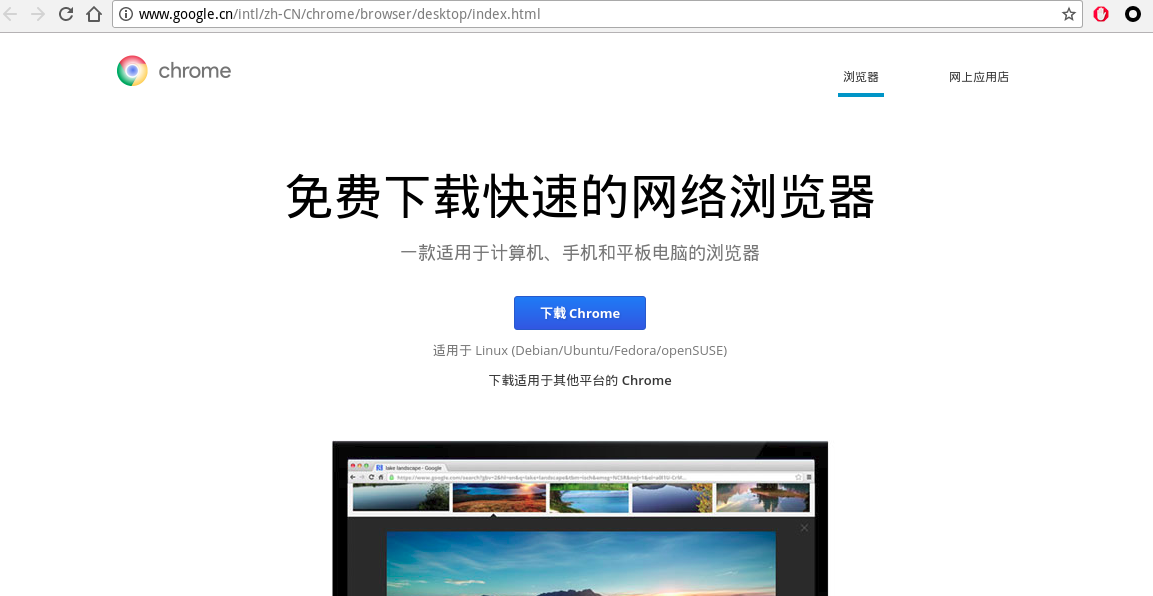 www.google.cn/intl/zh-CN/chrome/browser/desktop/index.html
chrome
浏览器
网上应用店
免费下载快速的网络浏览器
一款适用于计算机、手机和平板电脑的浏览器
下载 Chrome
适用于 Linux (Debian/Ubuntu/Fedora/openSUSE)
下载适用于其他平台的 Chrome
lake landscape - Google